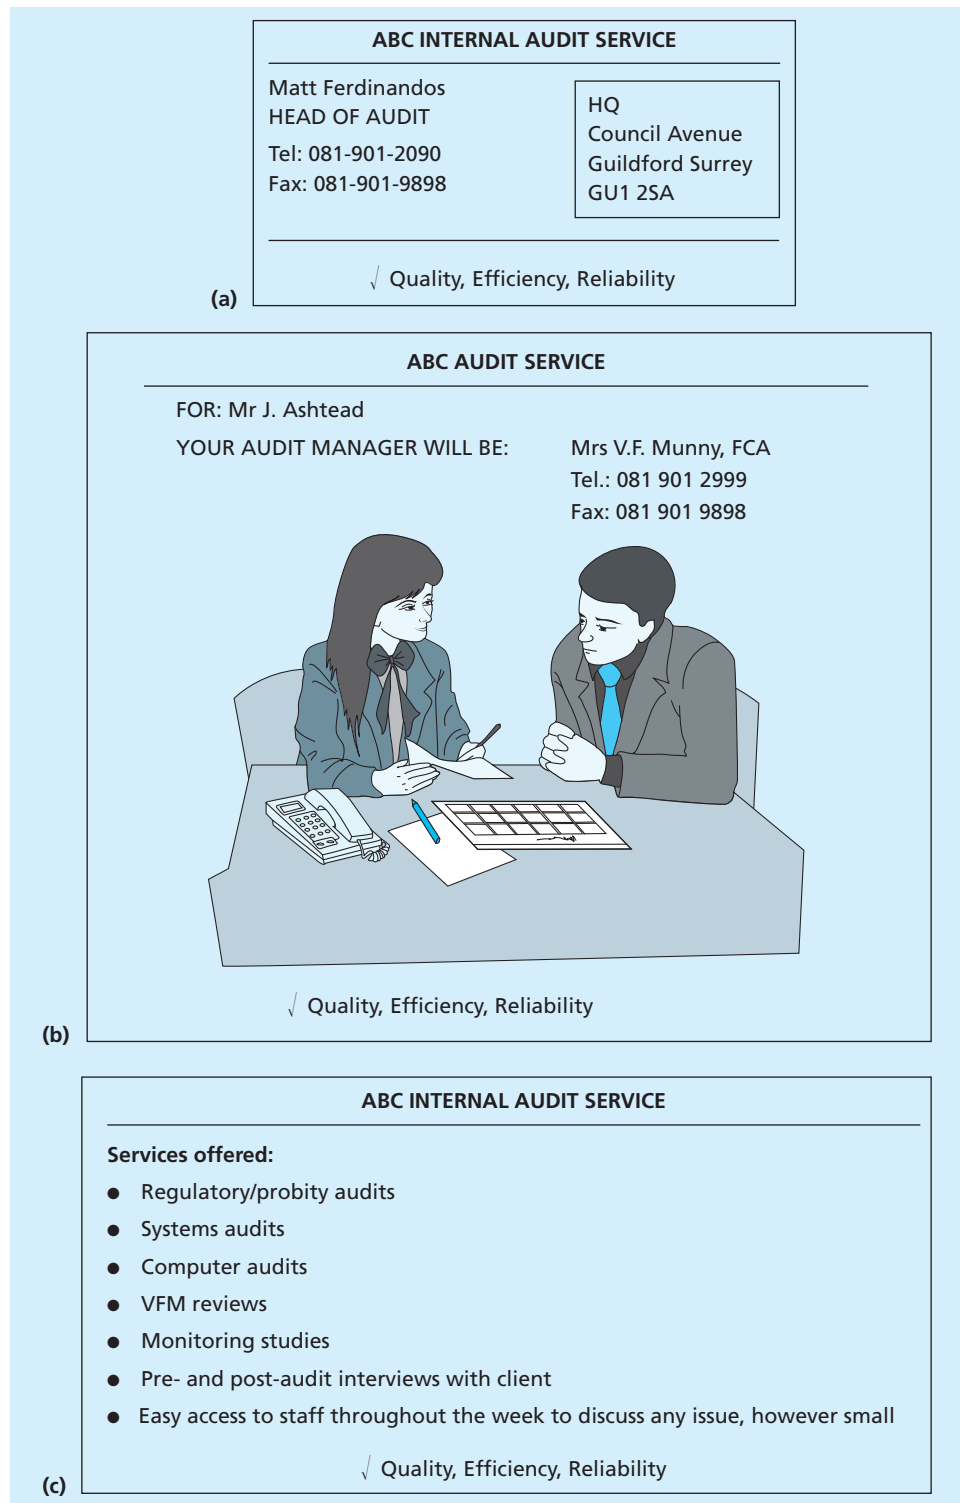 ABC INTERNAL AUDIT SERVICE
Matt Ferdinandos
HEAD OF AUDIT
Tel: 081-901-2090
Fax: 081-901-9898
HQ
Council Avenue
Guildford Surrey
GU1 2SA
√ Quality, Efficiency, Reliability
(a)
ABC AUDIT SERVICE
FOR: Mr J. Ashtead
YOUR AUDIT MANAGER WILL BE: Mrs V.F. Munny, FCA
Tel.: 081 901 2999
Fax: 081 901 9898
√ Quality, Efficiency, Reliability
(b)
ABC INTERNAL AUDIT SERVICE
Services offered:
● Regulatory/probity audits
● Systems audits
● Computer audits
● VFM reviews
● Monitoring studies
● Pre- and post-audit interviews with client
● Easy access to staff throughout the week to discuss any issue, however small
√ Quality, Efficiency, Reliability
(c)